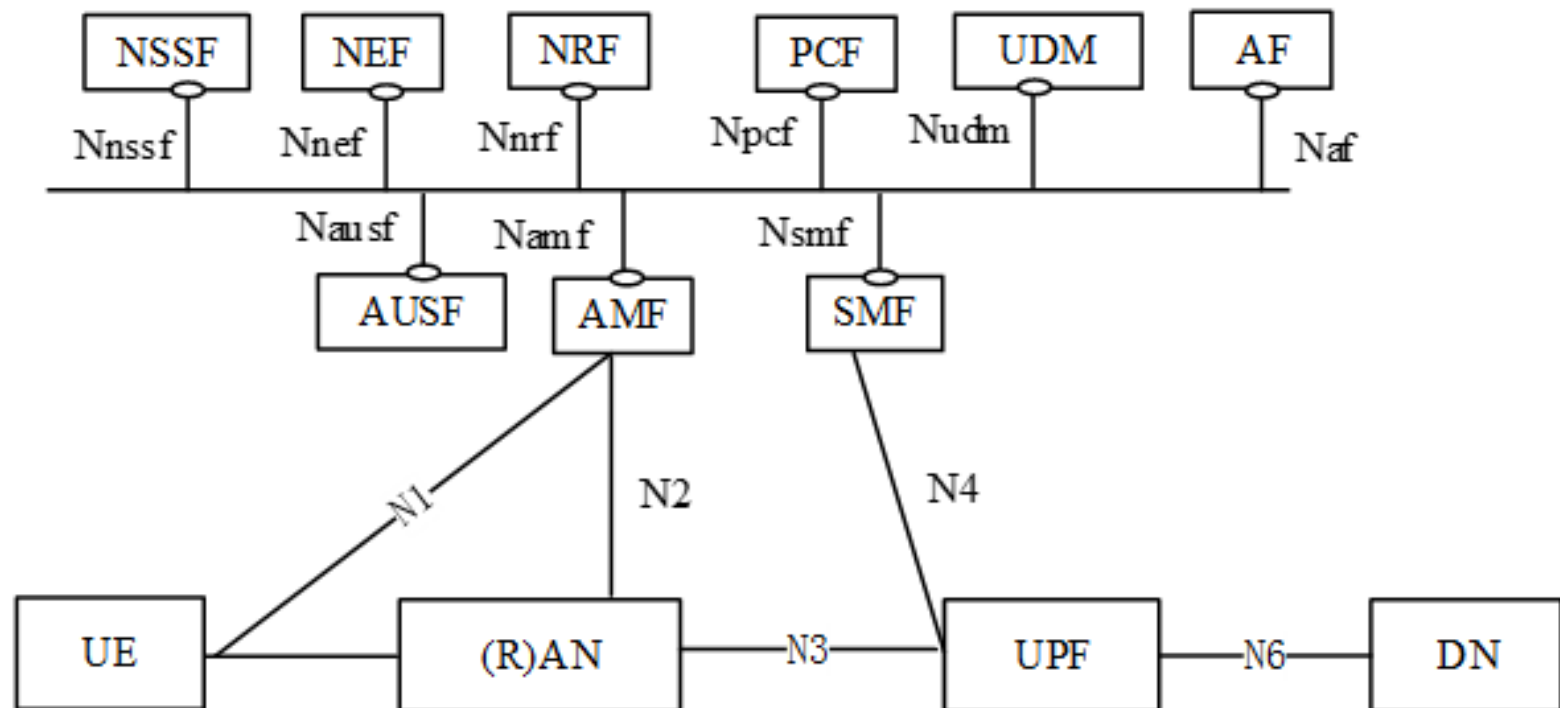 NSSF
NEF
NRF
PCF
UDM
AF
Nnssf
Nnef
Nnrf
Npcf
Nudm
Naf
Nausf
Namf
Nsmf
AUSF
AMF
SMF
N1
N2
N4
UE
(R)AN
N3
UPF
N6
DN